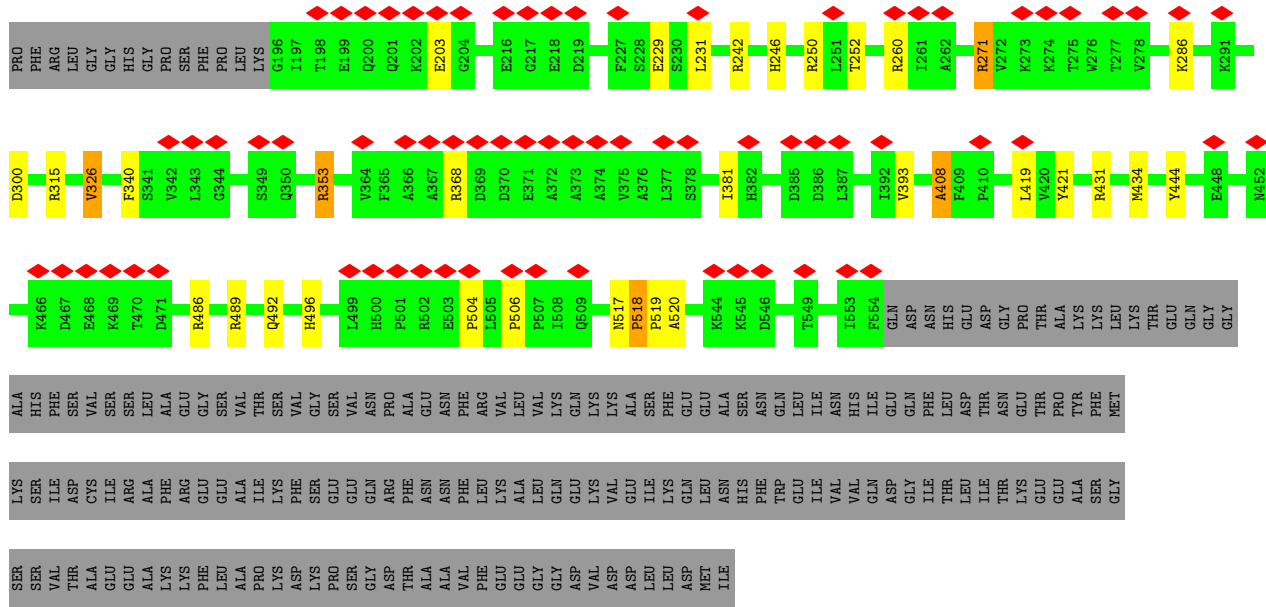 PRO PHE ARG LEU GLY GLY HIS GLY PRO SER PHE PRO LEU LYS G196 I197 T198 E199 Q200 Q201 K202 E203 G204 E216 G217 E218 D219 F227 S228 E229 S230 L231 R242 H246 R250 L251 T252 R260 I261 A262 R271 V272 K273 K274 T275 W276 T277 V278 K286 K291
D300 R315 V326 F340 S341 V342 L343 G344 S349 Q350 R353 V364 F365 A366 A367 R368 D369 D370 E371 A372 A373 A374 V375 A376 L377 S378 I381 H382 D385 D386 L387 I392 V393 A408 F409 P410 L419 V420 Y421 R431 M434 Y444 E448 N452
K466 D467 E468 K469 T470 D471 R486 R489 Q492 H496 L499 H500 P501 R502 E503 P504 L505 P506 P507 I508 Q509 N517 P518 P519 A520 K544 K545 D546 T549 I553 F554 GLN ASP ASN HIS GLU ASP GLY PRO THR ALA LYS LYS LEU LYS THR GLU GLN GLY GLY
ALA HIS PHE SER VAL SER SER LEU ALA GLU GLY SER VAL THR SER VAL GLY SER VAL ASN PRO ALA GLU ASN PHE ARG VAL LEU VAL LYS GLN LYS LYS ALA SER PHE GLU GLU ALA SER ASN GLN LEU ILE ASN HIS ILE GLU GLN PHE LEU ASP THR ASN GLU THR PRO TYR PHE MET
LYS SER ILE ASP CYS ILE ARG ALA PHE ARG GLU GLU ALA ILE LYS PHE SER GLU GLU GLN ARG PHE ASN ASN PHE LEU LYS ALA LEU GLN GLU LYS VAL GLU ILE LYS GLN LEU ASN HIS PHE TRP GLU ILE VAL VAL GLN ASP GLY ILE THR LEU ILE THR LYS GLU GLU ALA SER GLY
SER SER VAL THR ALA GLU GLU ALA LYS LYS PHE LEU ALA PRO LYS ASP LYS PRO SER GLY ASP THR ALA ALA VAL PHE GLU GLU GLY GLY ASP VAL ASP ASP LEU LEU ASP MET ILE